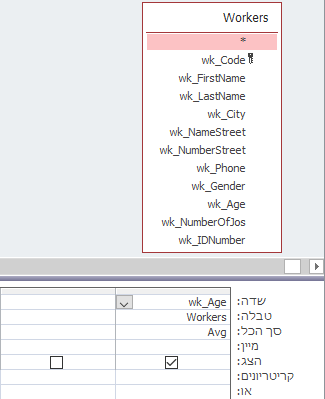 Workers
*
wk_Code
wk_FirstName
wk_LastName
wk_City
wk_NameStreet
wk_NumberStreet
wk_Phone
wk_Gender
wk_Age
wk_NumberOfJos
wk_IDNumber
שדה: wk_Age
טבלה: Workers
סך הכל: Avg
מיין:
הצג:
קריטריונים:
או: